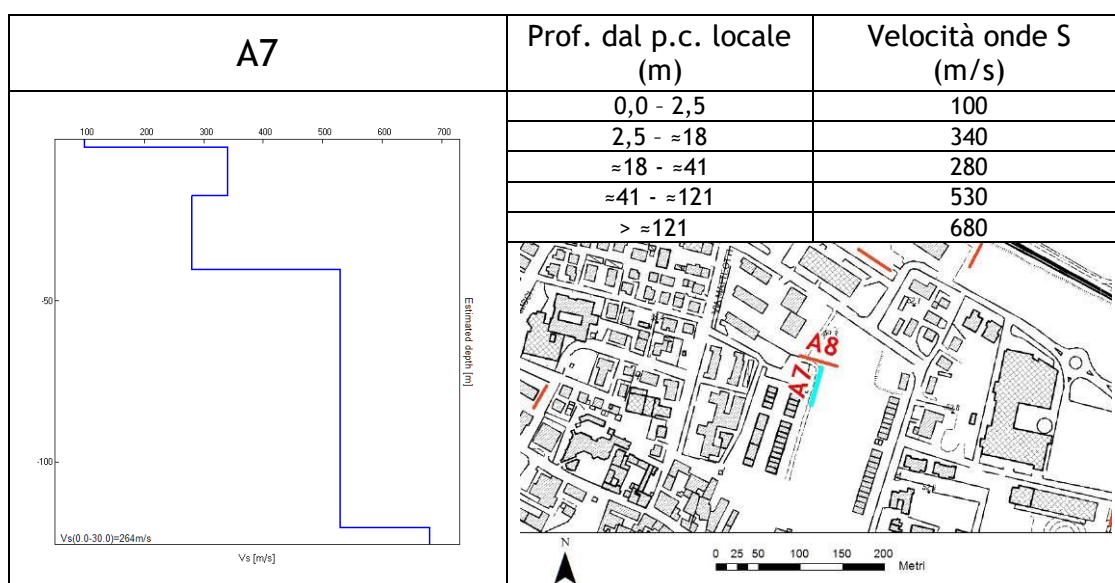 A7
Prof. dal p.c. locale
(m)
Velocità onde S
(m/s)
0,0 – 2,5 100
2,5 - ≈18 340
≈18 - ≈41 280
≈41 - ≈121 530
> ≈121 680
100 200 300 400 500 600 700
-50
-100
Estimated depth [m]
Vs(0.0-30.0)=264m/s
Vs [m/s]
A8
A7
N
0 25 50 100 150 200
Metri